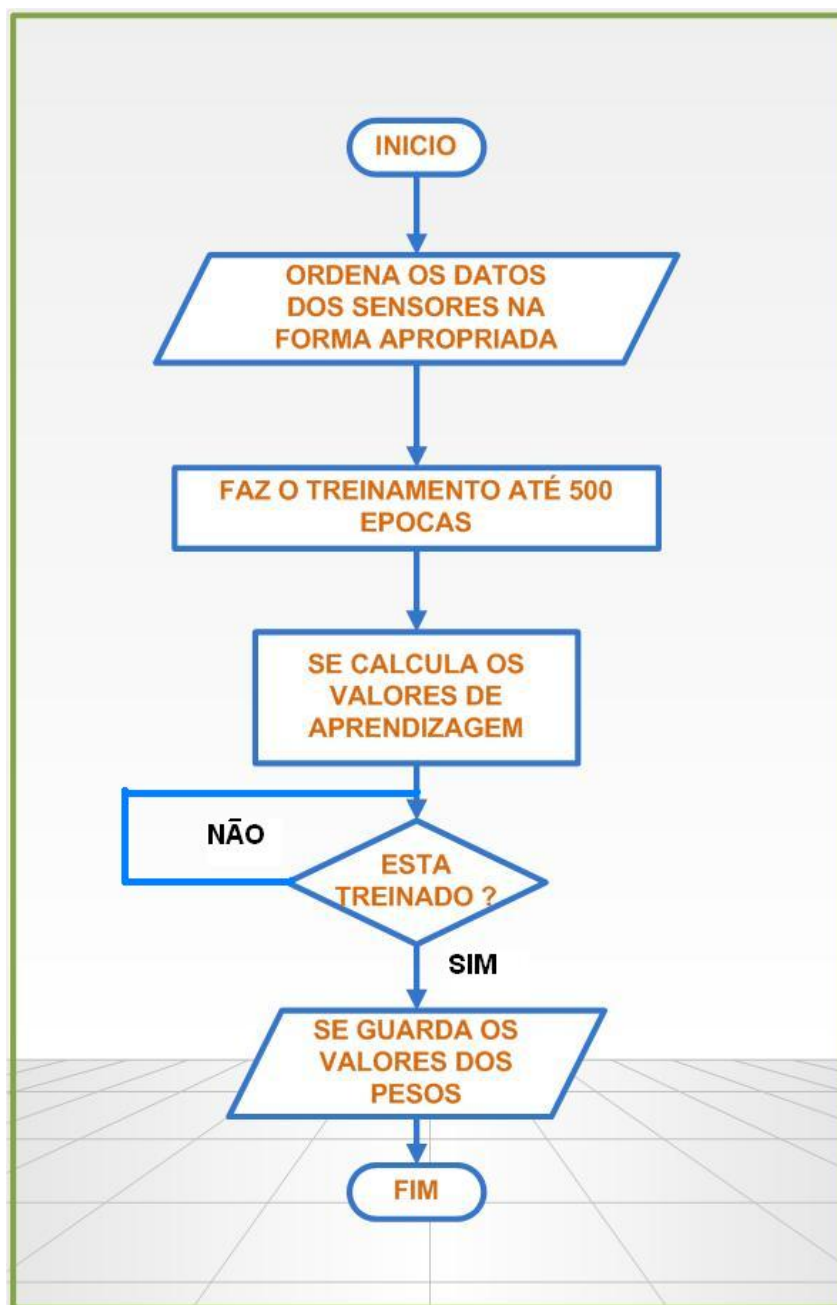 INICIO
ORDENA OS DATOS
DOS SENSORES NA
FORMA APROPRIADA
FAZ O TREINAMENTO ATÉ 500
EPOCAS
SE CALCULA OS
VALORES DE
APRENDIZAGEM
NÃO
ESTA
TREINADO ?
SIM
SE GUARDA OS
VALORES DOS
PESOS
FIM